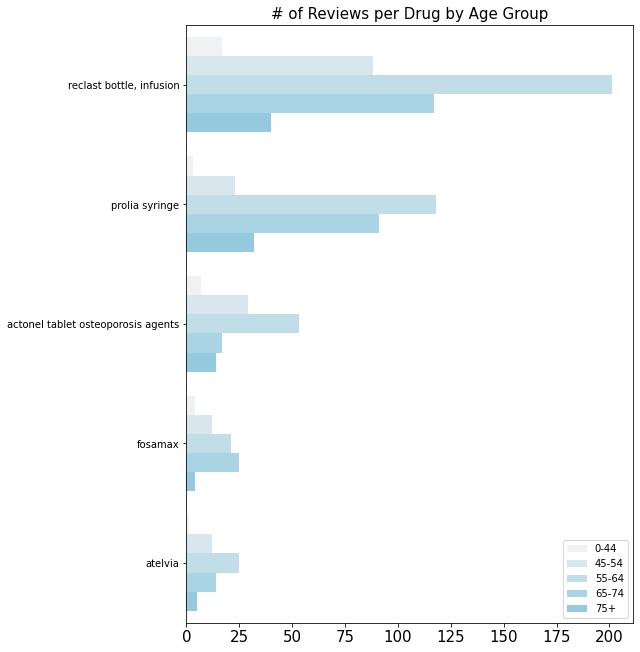 # of Reviews per Drug by Age Group
reclast bottle, infusion
prolia syringe
actonel tablet osteoporosis agents
fosamax
atelvia
0-44
45-54
55-64
65-74
75+
0 25 50 75 100 125 150 175 200